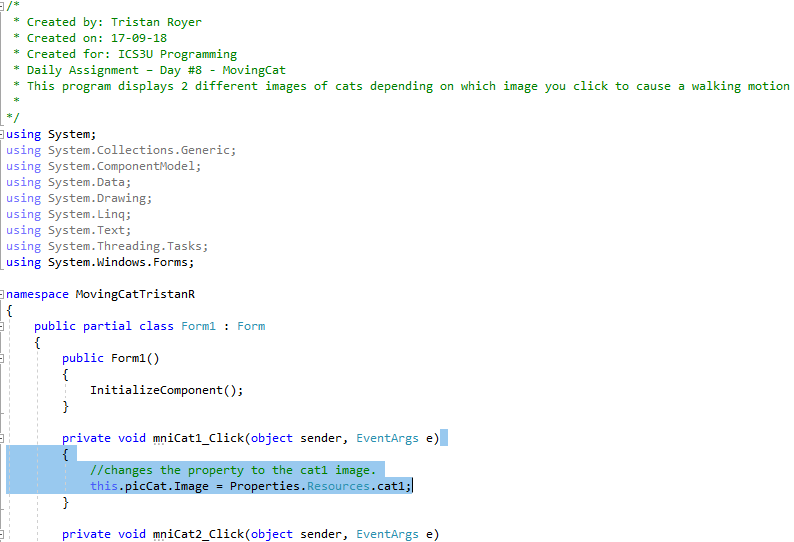 /*
 * Created by: Tristan Royer
 * Created on: 17-09-18
 * Created for: ICS3U Programming
 * Daily Assignment – Day #8 - MovingCat
 * This program displays 2 different images of cats depending on which image you click to cause a walking motion
 *
*/
using System;
using System.Collections.Generic;
using System.ComponentModel;
using System.Data;
using System.Drawing;
using System.Linq;
using System.Text;
using System.Threading.Tasks;
using System.Windows.Forms;

namespace MovingCatTristanR
{
    public partial class Form1 : Form
    {
        public Form1()
        {
            InitializeComponent();
        }

        private void mniCat1_Click(object sender, EventArgs e)
        {
            //changes the property to the cat1 image.
            this.picCat.Image = Properties.Resources.cat1;
        }

        private void mniCat2_Click(object sender, EventArgs e)